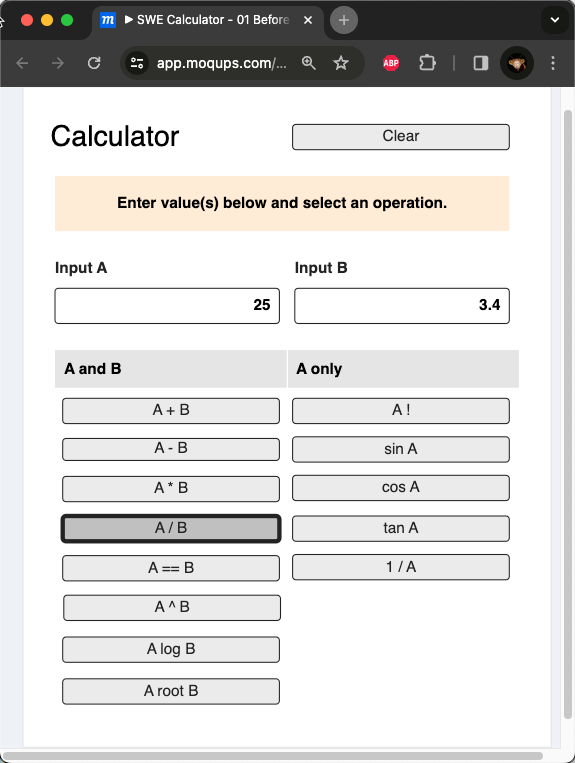 m ▶ SWE Calculator - 01 Before
app.moqups.com/...
ABP
Calculator
Clear
Enter value(s) below and select an operation.
Input A
Input B
25
3.4
A and B
A only
A + B
A !
A - B
sin A
A * B
cos A
A / B
tan A
A == B
1 / A
A ^ B
A log B
A root B